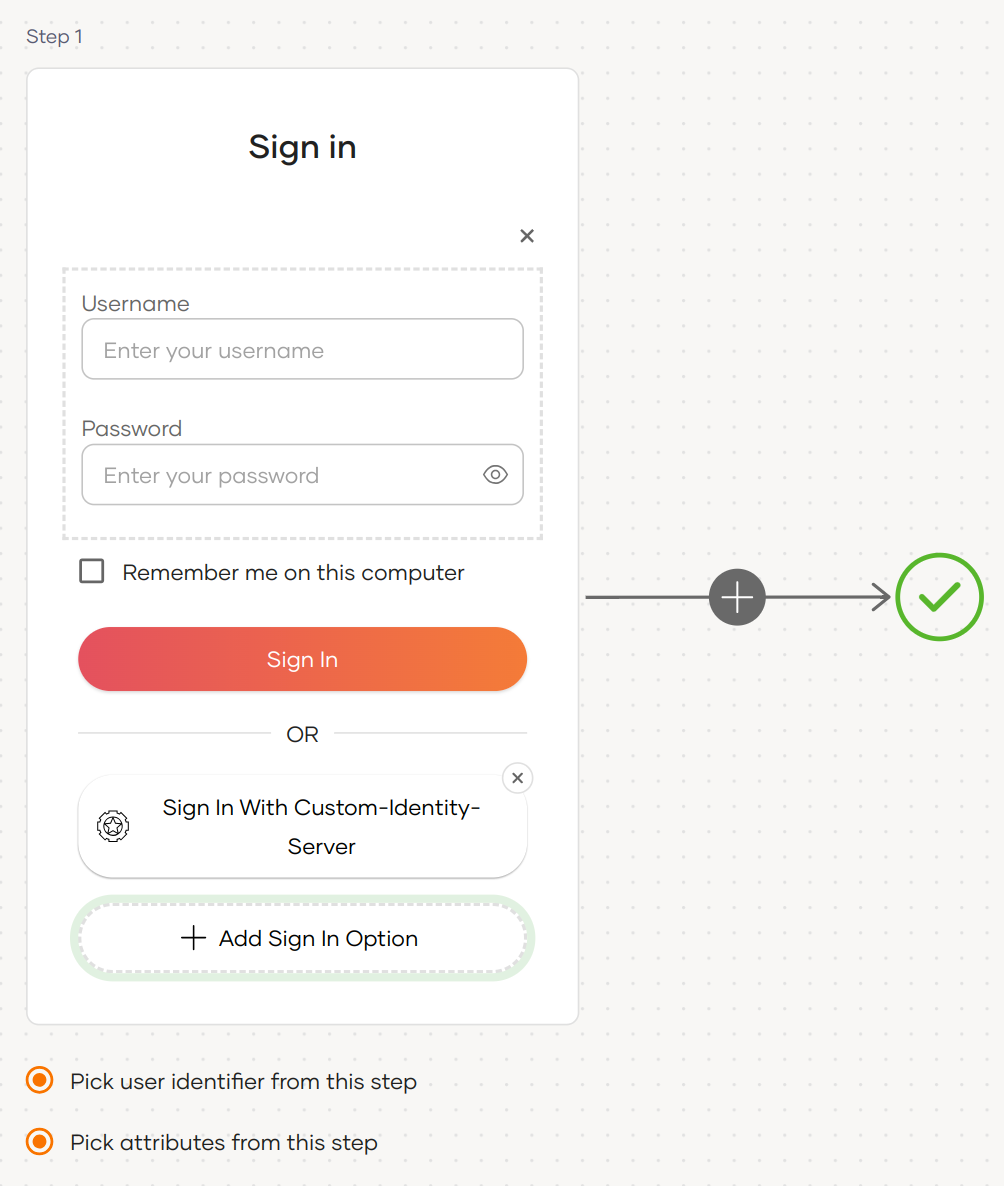 Step 1
Sign in
Username
Enter your username
Password
Enter your password
Remember me on this computer
Sign In
OR
Sign In With Custom-Identity-
Server
Add Sign In Option
Pick user identifier from this step
Pick attributes from this step